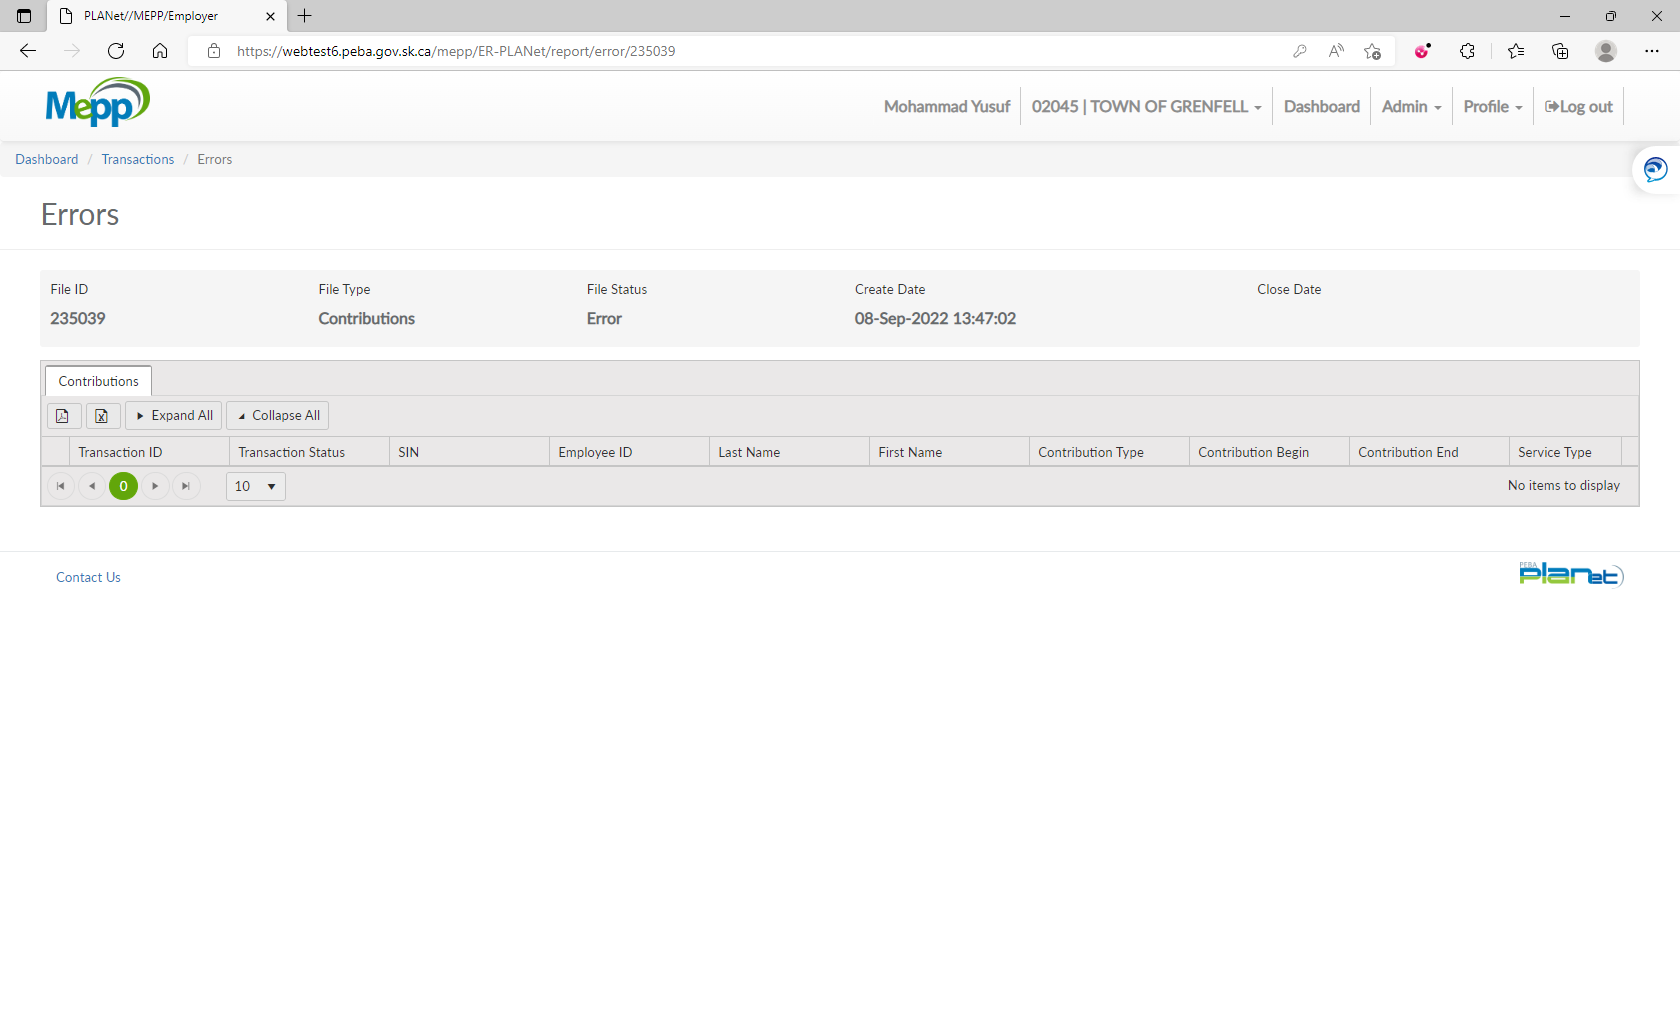 PLANet//MEPP/Employer
https://webtest6.peba.gov.sk.ca/mepp/ER-PLANet/report/error/235039
Mepp
Mohammad Yusuf
02045 | TOWN OF GRENFELL
Dashboard
Admin
Profile
Log out
Dashboard / Transactions / Errors
Errors
File ID
File Type
File Status
Create Date
Close Date
235039
Contributions
Error
08-Sep-2022 13:47:02
Contributions
Expand All
Collapse All
Transaction ID
Transaction Status
SIN
Employee ID
Last Name
First Name
Contribution Type
Contribution Begin
Contribution End
Service Type
0
10
No items to display
Contact Us
PEBA
planet